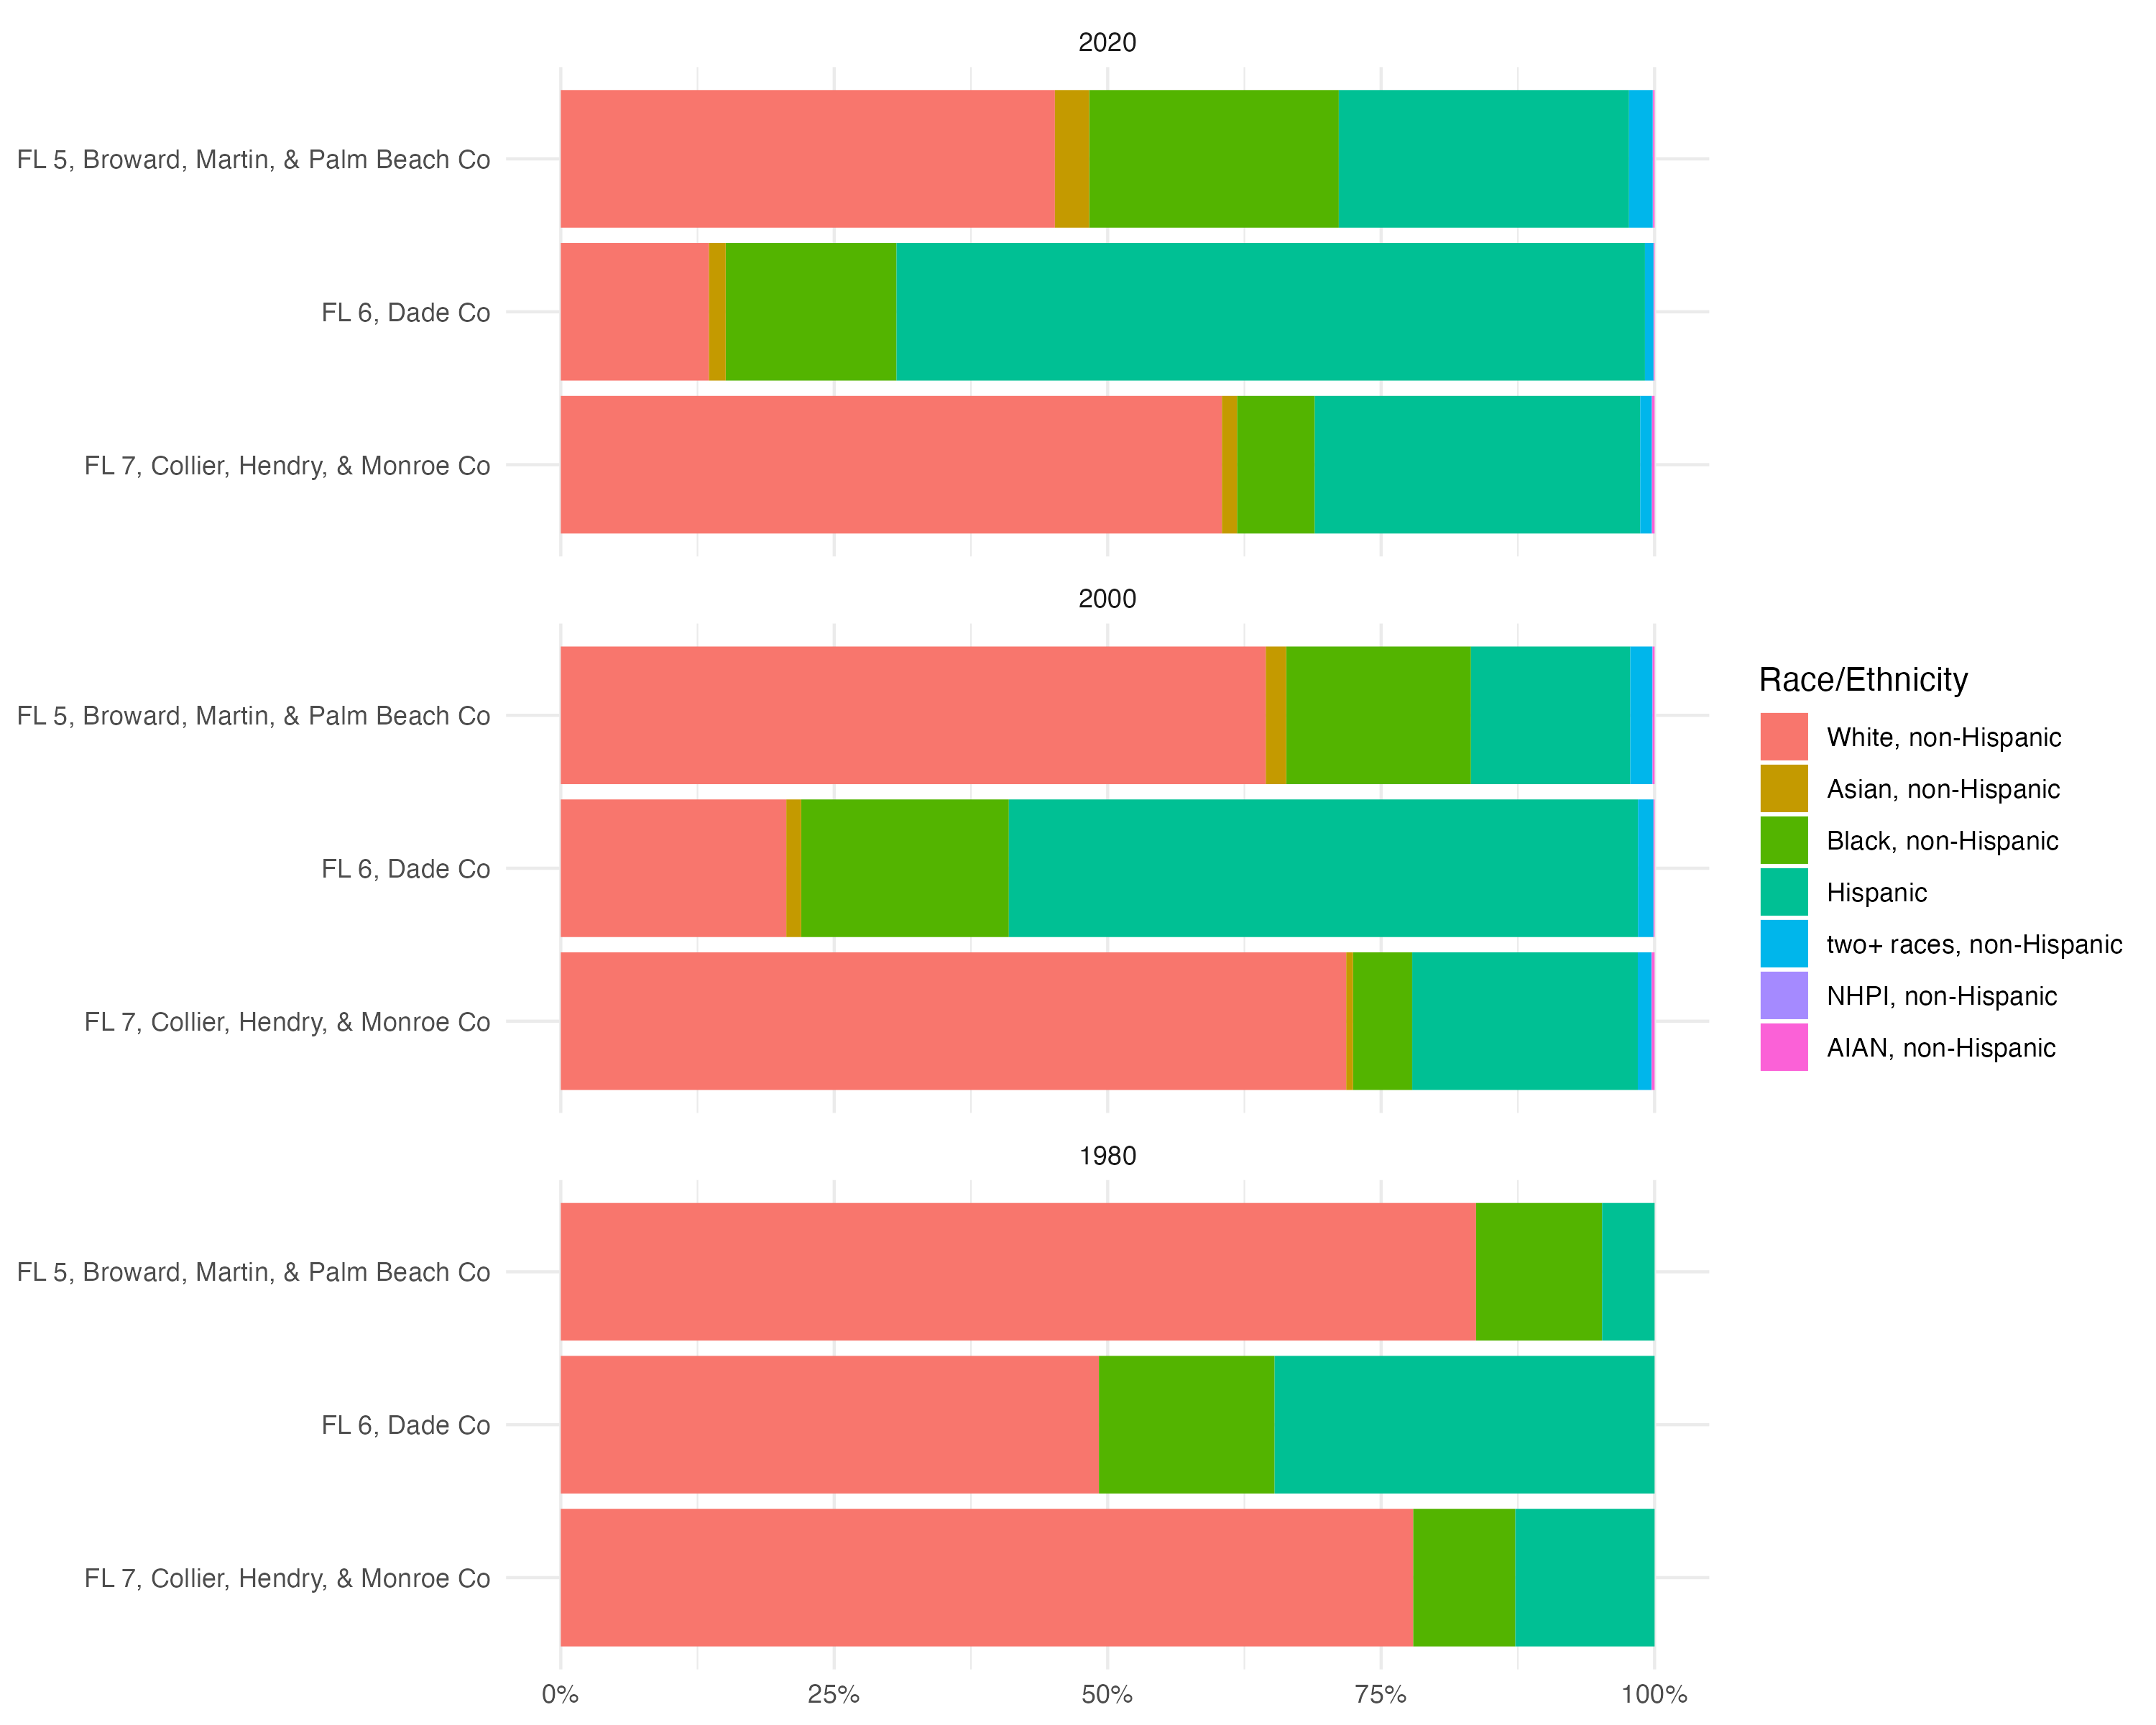 2020
FL 5, Broward, Martin, & Palm Beach Co
FL 6, Dade Co
FL 7, Collier, Hendry, & Monroe Co
2000
FL 5, Broward, Martin, & Palm Beach Co
FL 6, Dade Co
FL 7, Collier, Hendry, & Monroe Co
1980
FL 5, Broward, Martin, & Palm Beach Co
FL 6, Dade Co
FL 7, Collier, Hendry, & Monroe Co
0% 25% 50% 75% 100%
Race/Ethnicity
White, non-Hispanic
Asian, non-Hispanic
Black, non-Hispanic
Hispanic
two+ races, non-Hispanic
NHPI, non-Hispanic
AIAN, non-Hispanic